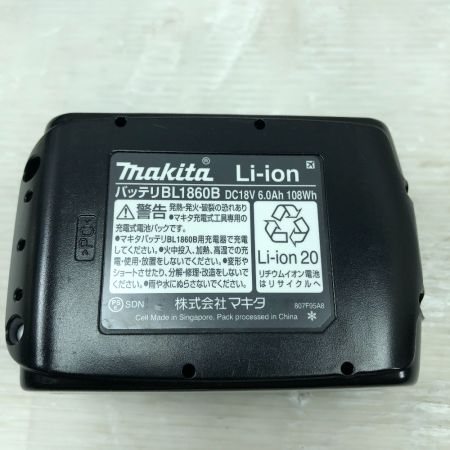 makita® Li-ion
バッテリBL1860B DC18V 6.0Ah 108Wh
警告 発熱・発火・破裂の恐れあり
●マキタ充電式工具専用の
充電式電池パックです。
●マキタバッテリBL1860B用充電器で充電
してください。●火中投入、加熱、高温での充
電・使用・放置をしないでください。●変形や
ショートさせたり、分解・修理・改造をしないで
ください。●雨や水にぬらさないでください。
Li-ion 20
リチウムイオン電池
はリサイクルへ
PS E SDN 株式会社マキタ 807F95A8
Cell Made in Singapore, Pack processed in China
>PC<